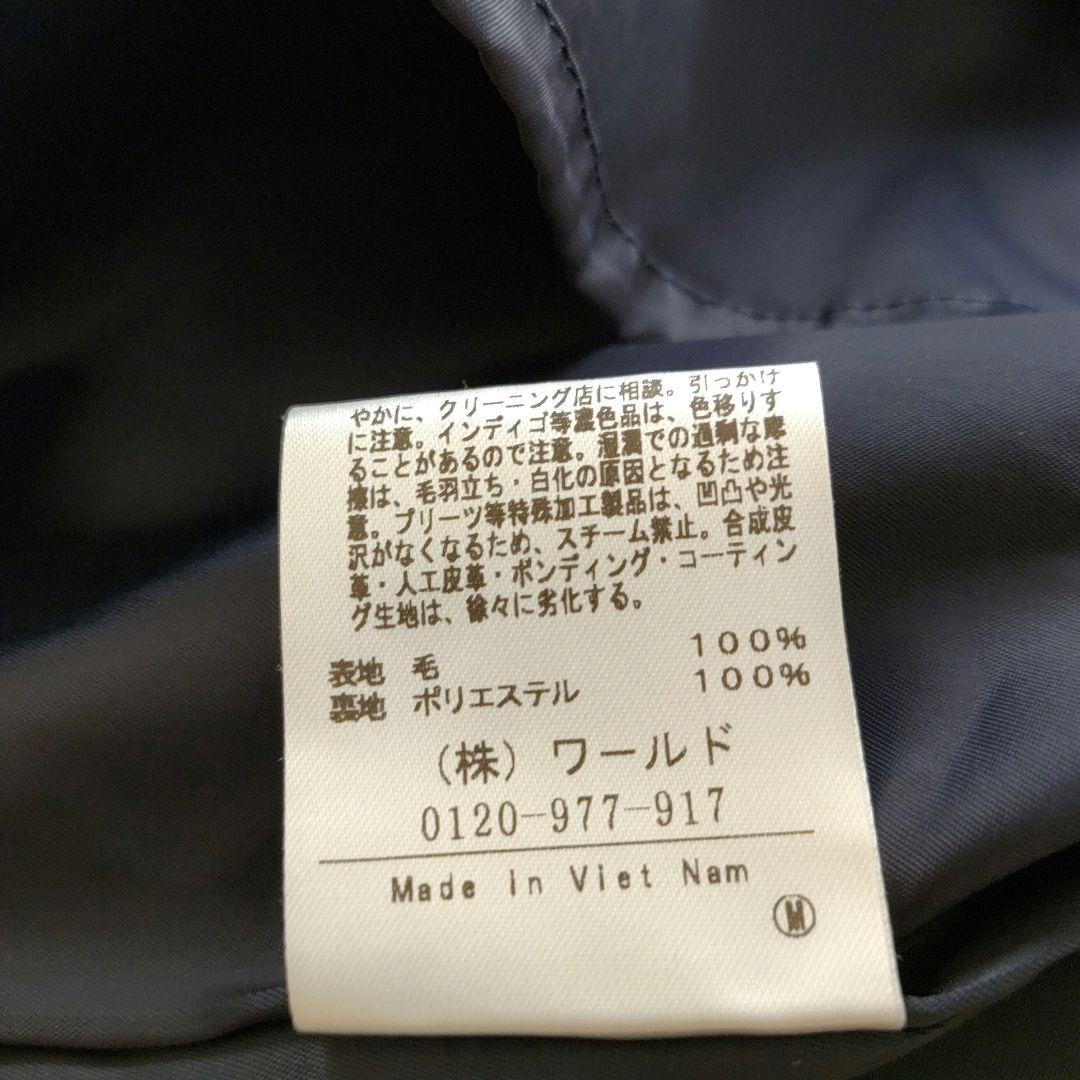 やかに、クリーニング店に相談。引っかけ
に注意。インディゴ等濃色品は、色移りす
ることがあるので注意。湿潤での過剰な摩
擦は、毛羽立ち・白化の原因となるため注
意。プリーツ等特殊加工製品は、凹凸や光
沢がなくなるため、スチーム禁止。合成皮
革・人工皮革・ボンディング・コーティン
グ生地は、徐々に劣化する。
表地 毛 100%
裏地 ポリエステル 100%
(株) ワールド
0120-977-917
Made in Viet Nam
Ⓜ